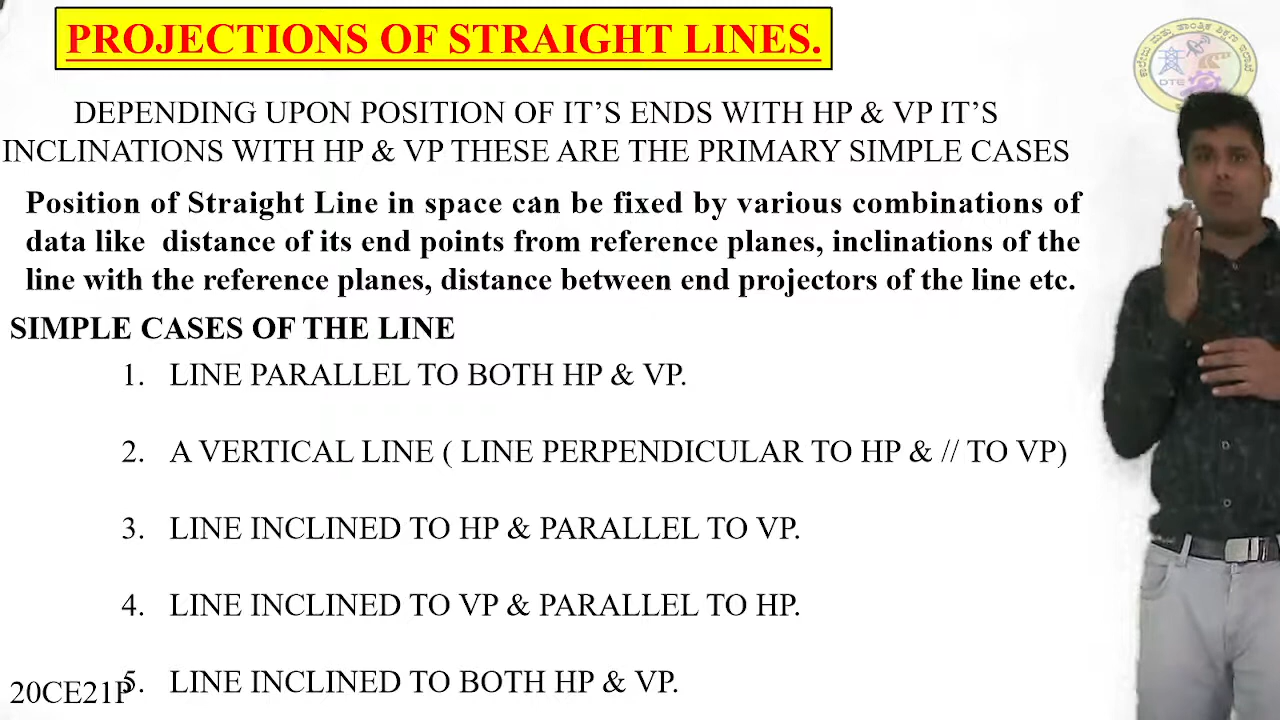 PROJECTIONS OF STRAIGHT LINES.
DEPENDING UPON POSITION OF IT’S ENDS WITH HP & VP IT’S
INCLINATIONS WITH HP & VP THESE ARE THE PRIMARY SIMPLE CASES
Position of Straight Line in space can be fixed by various combinations of
data like distance of its end points from reference planes, inclinations of the
line with the reference planes, distance between end projectors of the line etc.
SIMPLE CASES OF THE LINE
1. LINE PARALLEL TO BOTH HP & VP.
2. A VERTICAL LINE ( LINE PERPENDICULAR TO HP & // TO VP)
3. LINE INCLINED TO HP & PARALLEL TO VP.
4. LINE INCLINED TO VP & PARALLEL TO HP.
5. LINE INCLINED TO BOTH HP & VP.
20CE21P
DTE